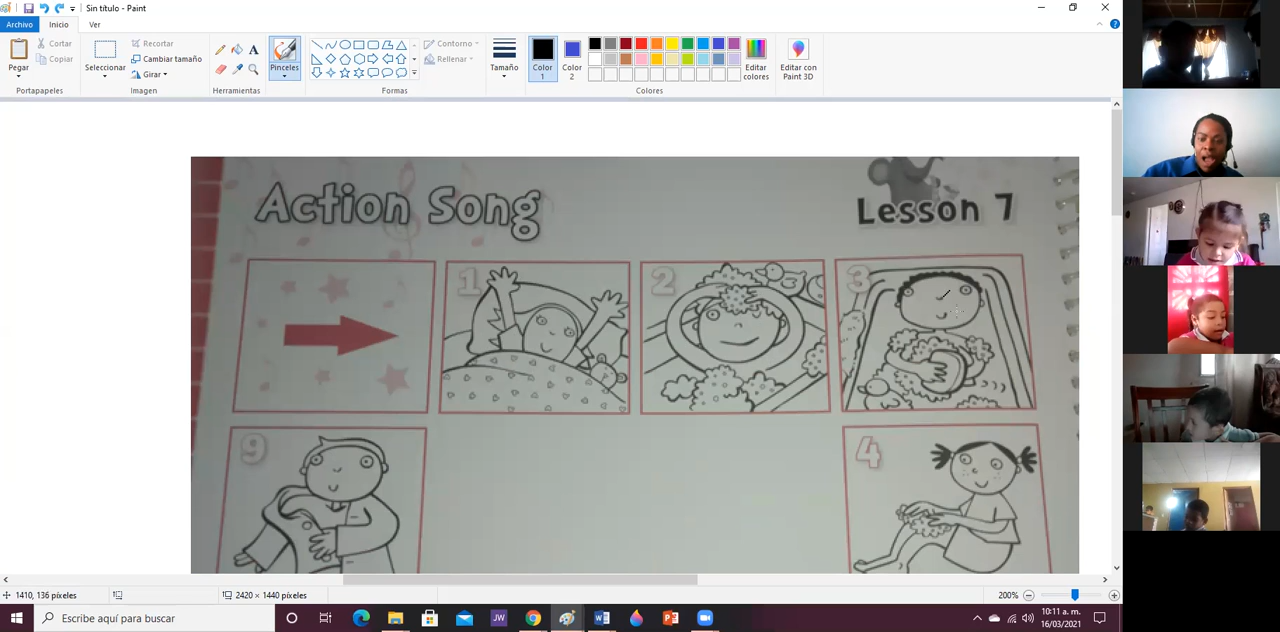 Sin título - Paint
Archivo Inicio Ver
Pegar
Cortar
Copiar
Portapapeles
Seleccionar
Recortar
Cambiar tamaño
Girar
Imagen
A
Herramientas
Pinceles
Contorno
Rellenar
Formas
Tamaño
Color 1
Color 2
Editar colores
Colores
Editar con Paint 3D
Action Song
Lesson 7
1
2
3
9
4
1410, 136 píxeles
2420 × 1440 píxeles
200%
Escribe aquí para buscar
JW
10:11 a.m.
16/03/2021